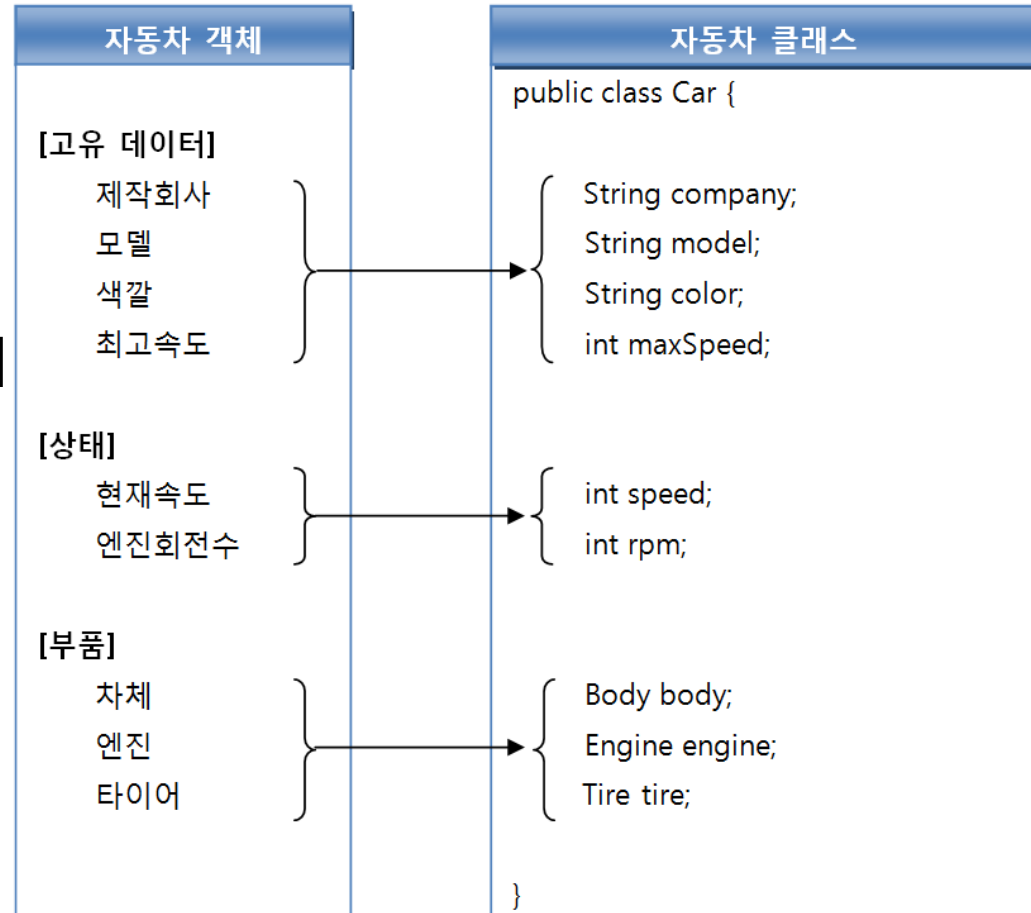 자동차 객체
자동차 클래스
public class Car {
[고유 데이터]
제작회사
String company;
모델
String model;
색깔
String color;
최고속도
int maxSpeed;
[상태]
현재속도
int speed;
엔진회전수
int rpm;
[부품]
차체
Body body;
엔진
Engine engine;
타이어
Tire tire;
}